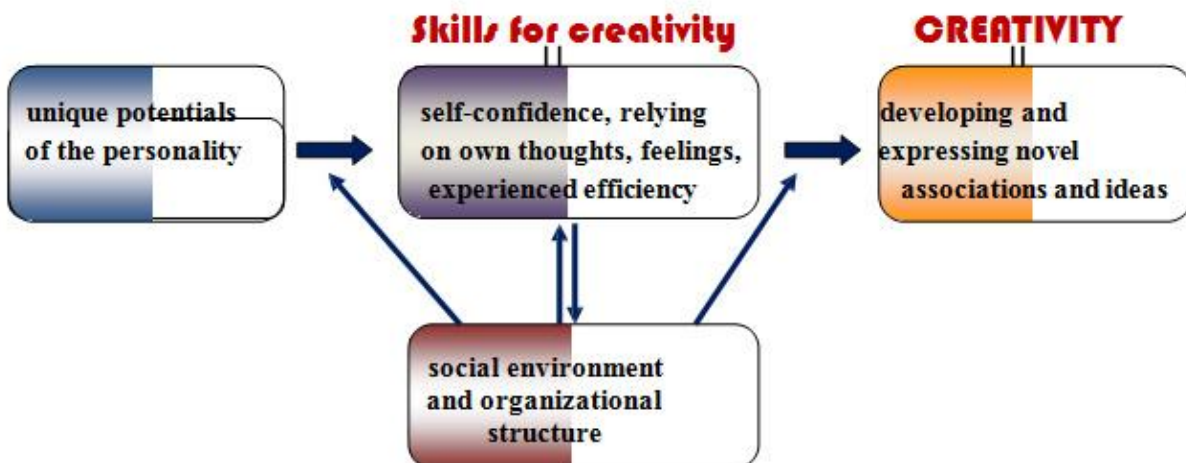 Skills for creativity
CREATIVITY
unique potentials
of the personality
self-confidence, relying
on own thoughts, feelings,
experienced efficiency
developing and
expressing novel
associations and ideas
social environment
and organizational
structure